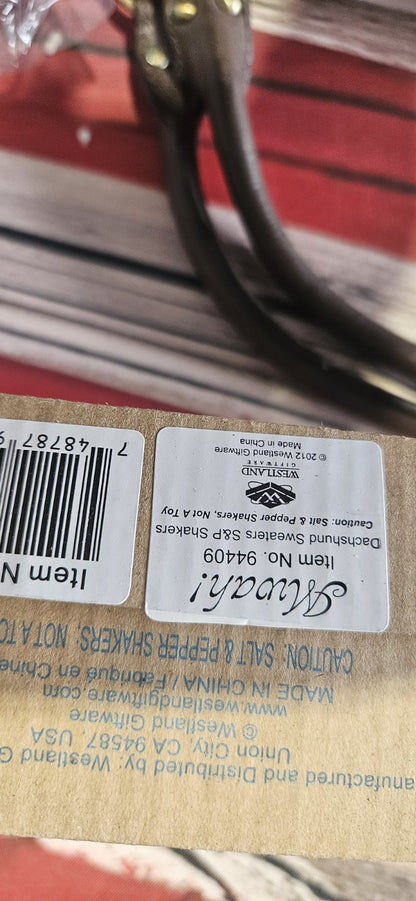 Mwah!
Item No. 94409
Dachshund Sweaters S&P Shakers
Caution: Salt & Pepper Shakers, Not A Toy
WESTLAND
GIFTWARE
© 2012 Westland Giftware
Made in China
Item N
7 48787 9
CAUTION: SALT & PEPPER SHAKERS. NOT A TO
MADE IN CHINA / Fabriqué en Chine
www.westlandgiftware.com
© Westland Giftware
Union City, CA 94587. USA
anufactured and Distributed by: Westland G